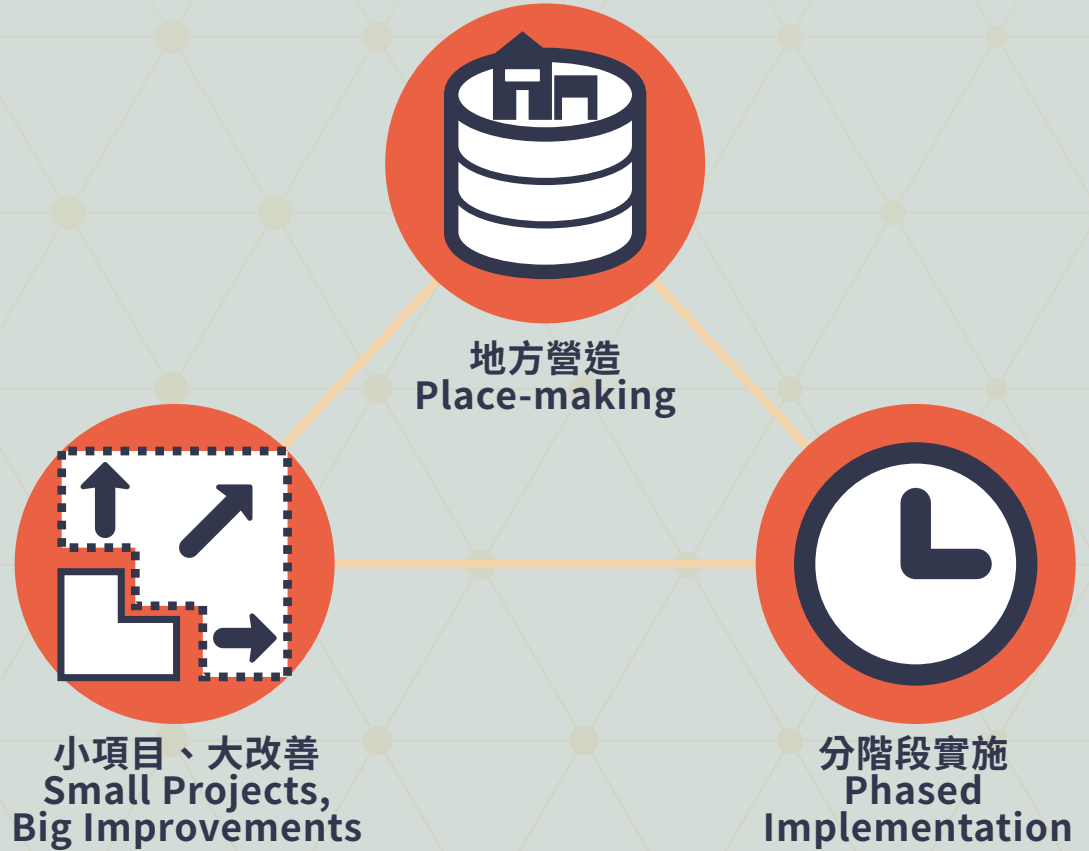 地方營造
Place-making
小項目、大改善
Small Projects,
Big Improvements
分階段實施
Phased
Implementation